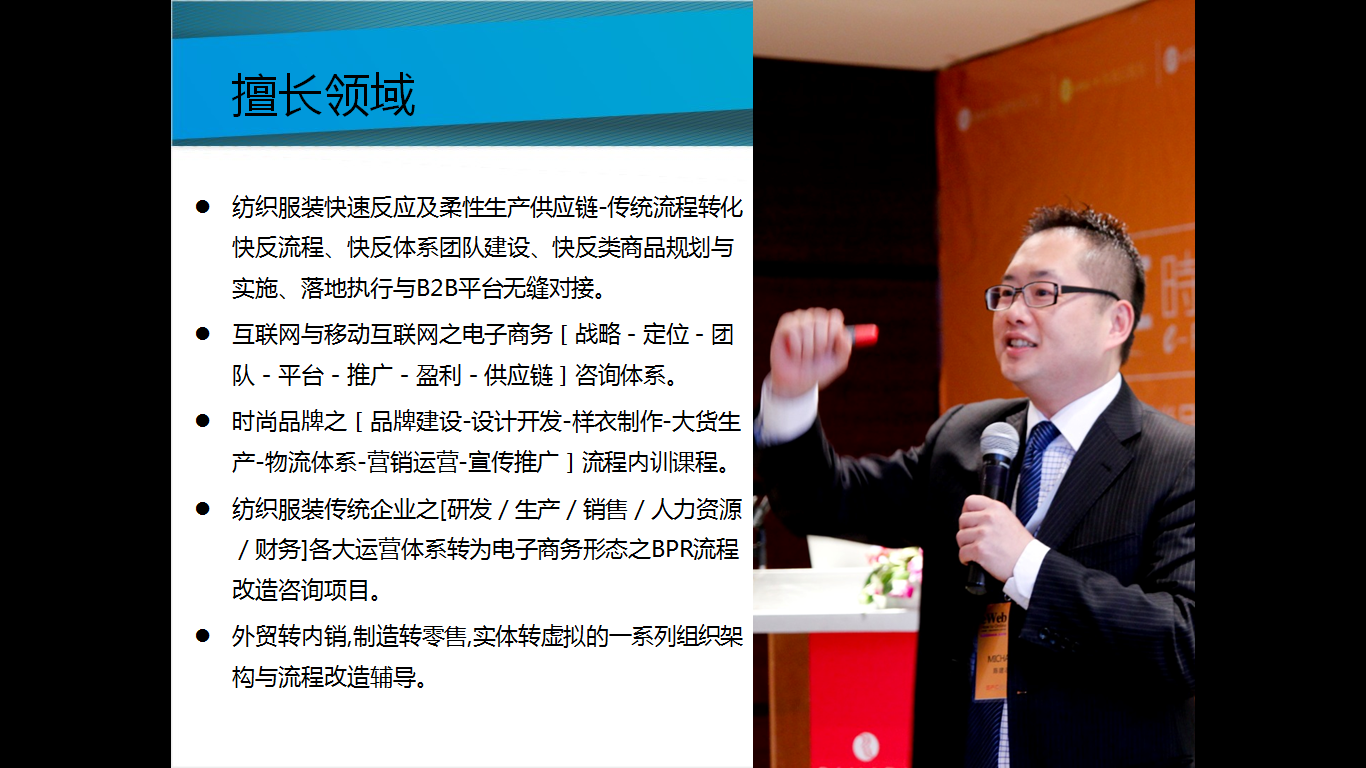 擅长领域
● 纺织服装快速反应及柔性生产供应链-传统流程转化
快反流程、快反体系团队建设、快反类商品规划与
实施、落地执行与B2B平台无缝对接。
● 互联网与移动互联网之电子商务［ 战略－定位－团
队－平台－推广－盈利－供应链 ］咨询体系。
● 时尚品牌之［ 品牌建设-设计开发-样衣制作-大货生
产-物流体系-营销运营-宣传推广 ］流程内训课程。
● 纺织服装传统企业之[研发／生产／销售／人力资源
／财务]各大运营体系转为电子商务形态之BPR流程
改造咨询项目。
● 外贸转内销,制造转零售,实体转虚拟的一系列组织架
构与流程改造辅导。
時
Web
MICHA